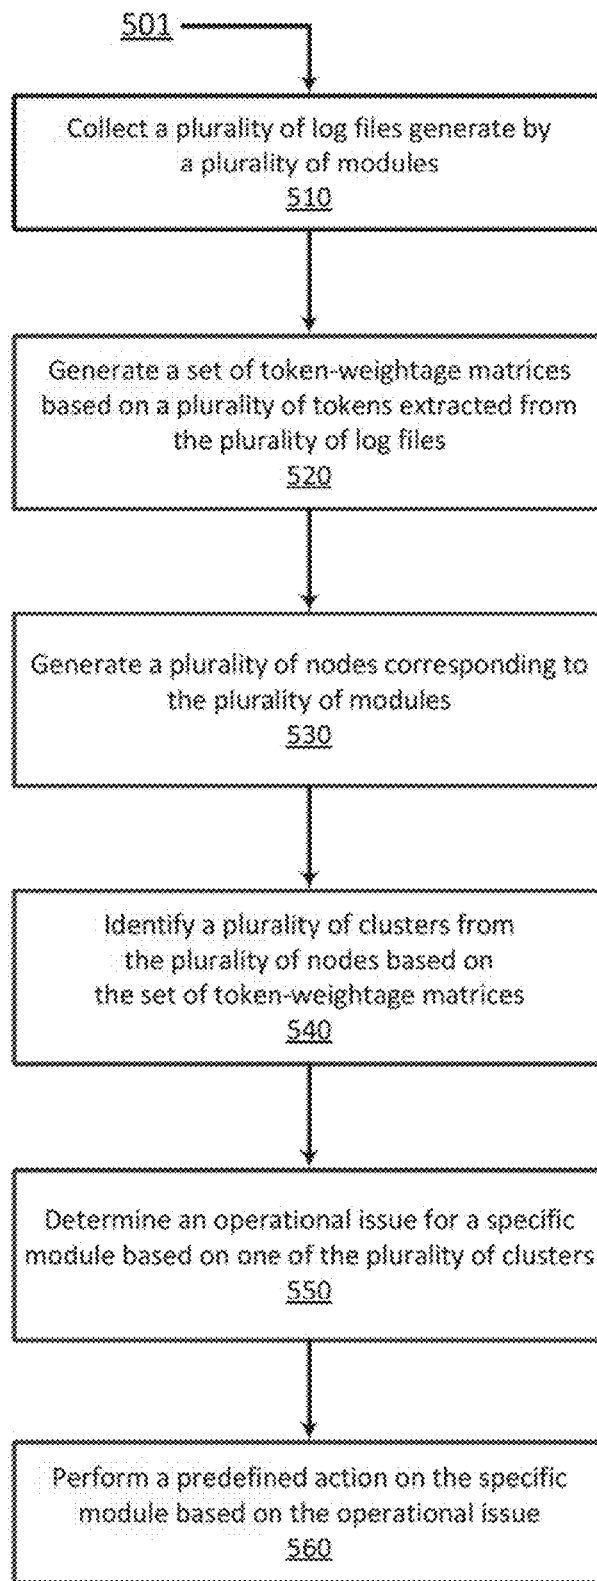 501
Collect a plurality of log files generate by
a plurality of modules
510
Generate a set of token-weightage matrices
based on a plurality of tokens extracted from
the plurality of log files
520
Generate a plurality of nodes corresponding to
the plurality of modules
530
Identify a plurality of clusters from
the plurality of nodes based on
the set of token-weightage matrices
540
Determine an operational issue for a specific
module based on one of the plurality of clusters
550
Perform a predefined action on the specific
module based on the operational issue
560